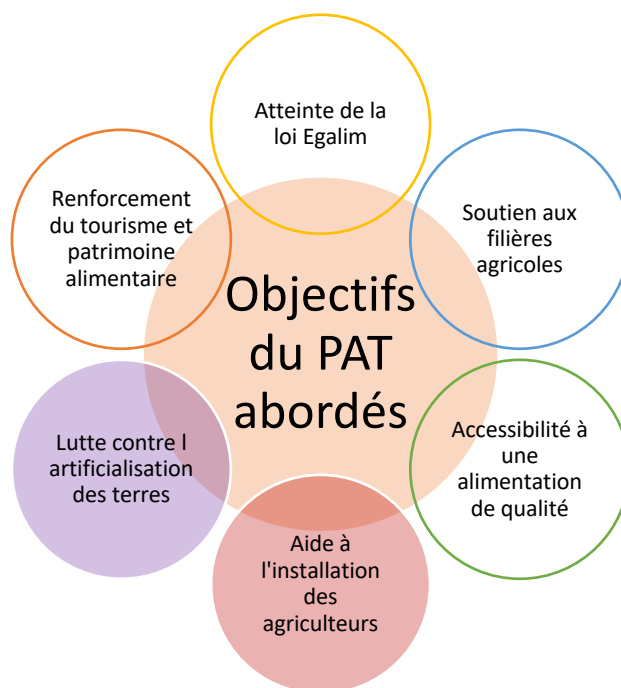 Atteinte de la
loi Egalim
Soutien aux
filières
agricoles
Accessibilité à
une
alimentation
de qualité
Aide à
l'installation
des
agriculteurs
Lutte contre l
artificialisation
des terres
Renforcement
du tourisme et
patrimoine
alimentaire
Objectifs
du PAT
abordés